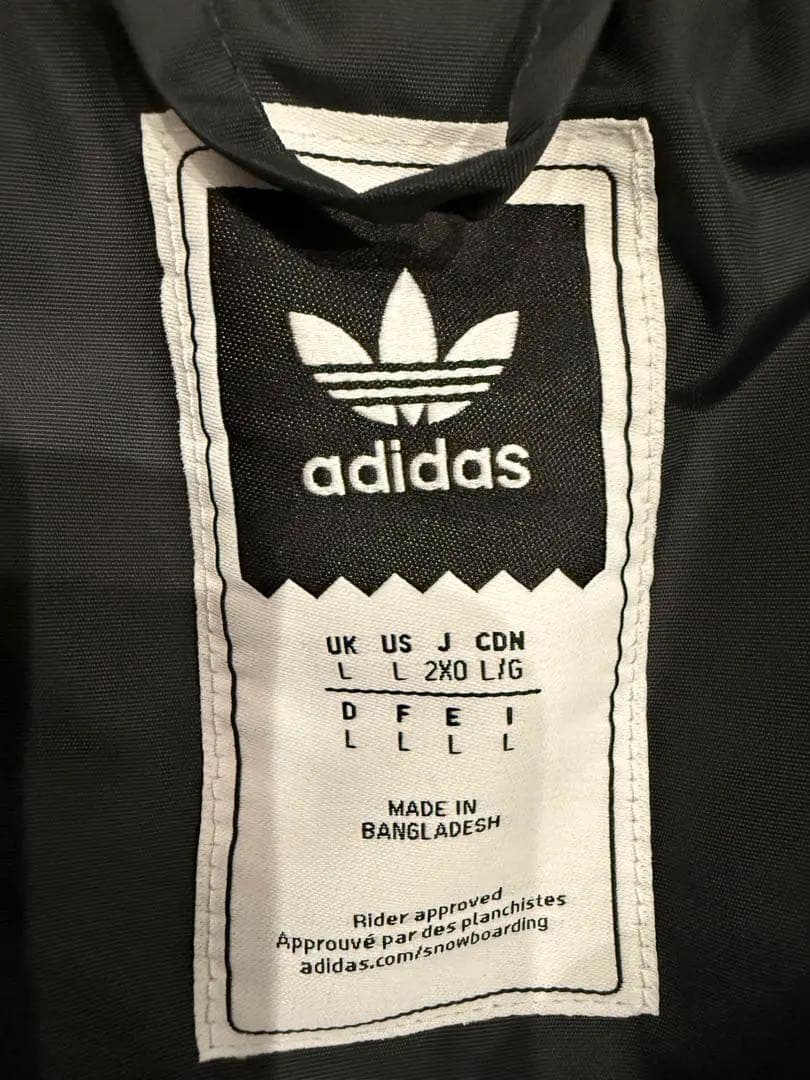 adidas
UK US J CDN
L L 2XO L/G
D F E I
L L L L
MADE IN
BANGLADESH
Rider approved
Approuvé par des planchistes
adidas.com/snowboarding